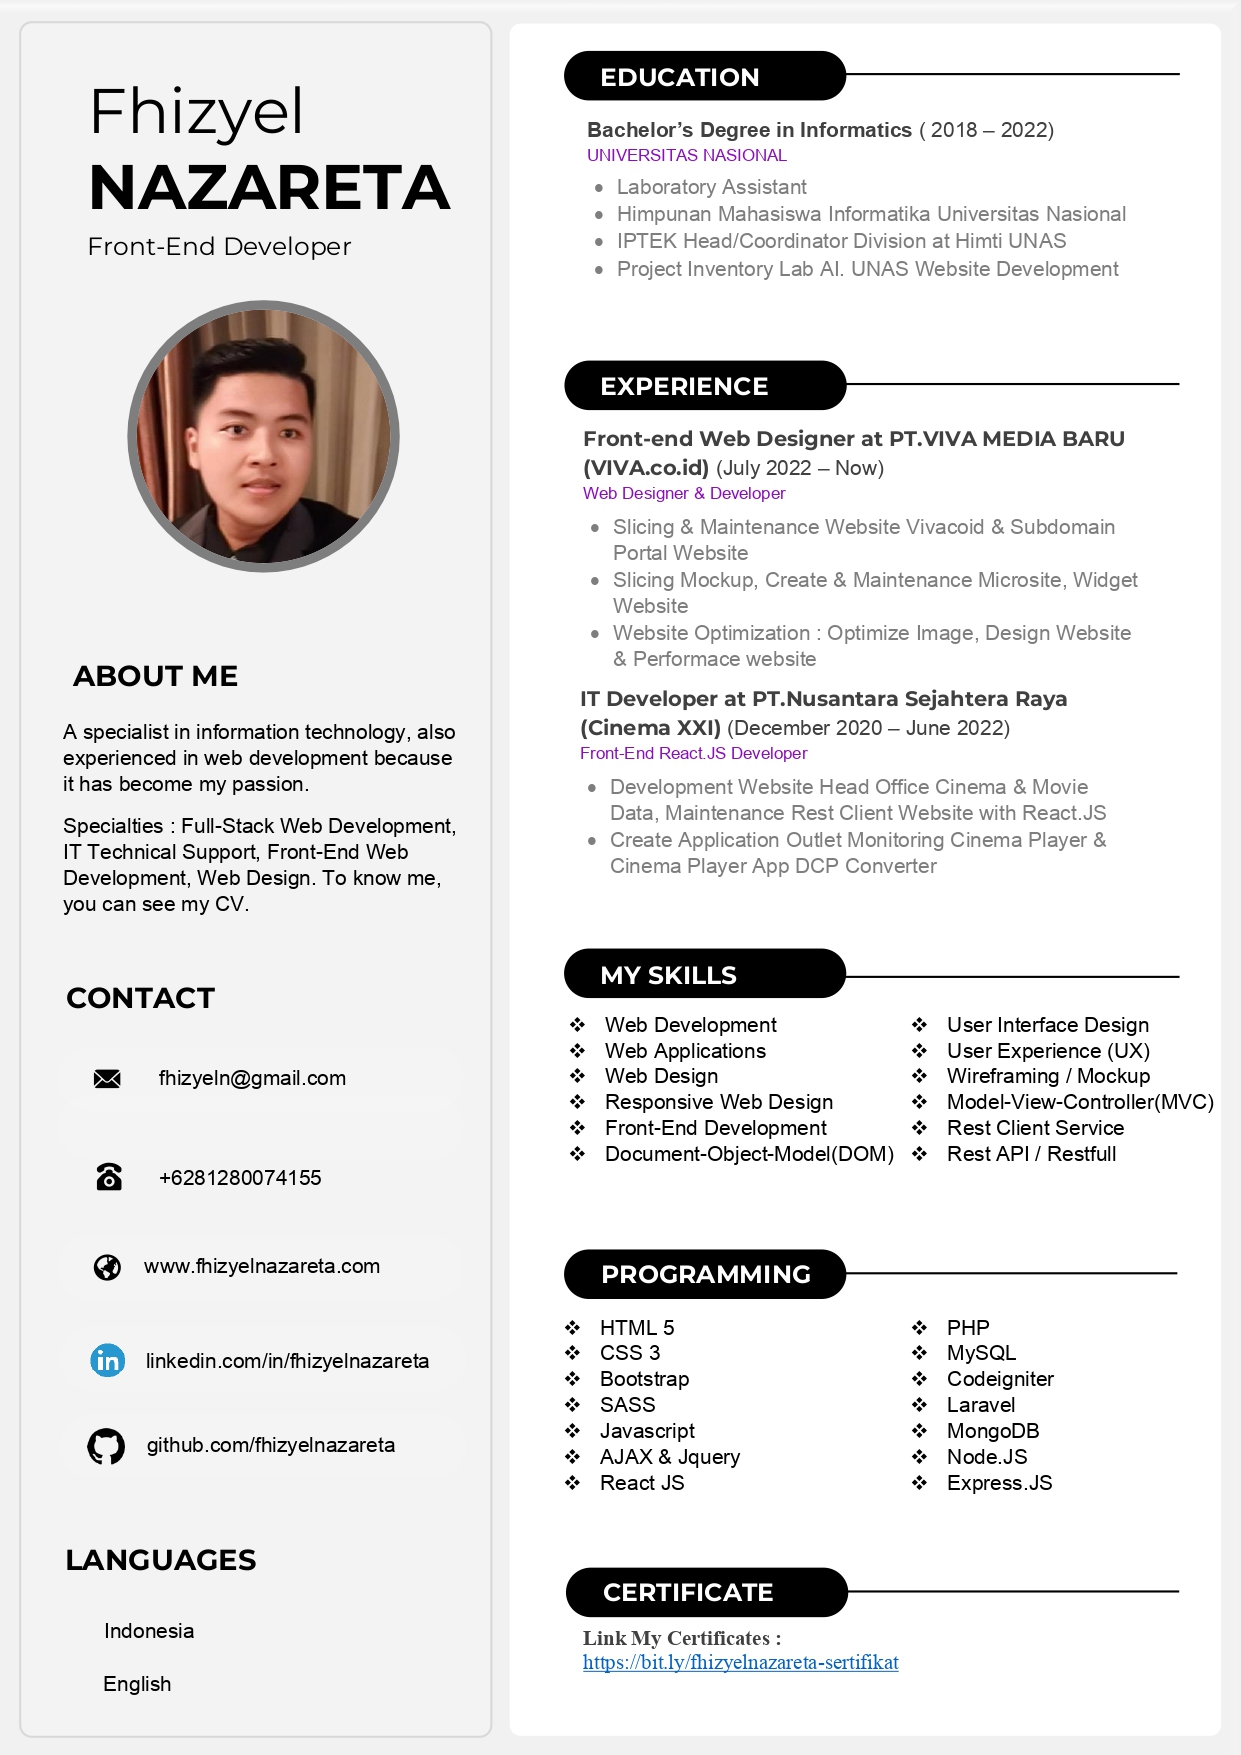 Fhizyel
NAZARETA
Front-End Developer
ABOUT ME
A specialist in information technology, also
experienced in web development because
it has become my passion.
Specialties : Full-Stack Web Development,
IT Technical Support, Front-End Web
Development, Web Design. To know me,
you can see my CV.
CONTACT
fhizyeln@gmail.com
+6281280074155
www.fhizyelnazareta.com
in linkedin.com/in/fhizyelnazareta
github.com/fhizyelnazareta
LANGUAGES
Indonesia
English
EDUCATION
Bachelor’s Degree in Informatics ( 2018 – 2022)
UNIVERSITAS NASIONAL
• Laboratory Assistant
• Himpunan Mahasiswa Informatika Universitas Nasional
• IPTEK Head/Coordinator Division at Himti UNAS
• Project Inventory Lab AI. UNAS Website Development
EXPERIENCE
Front-end Web Designer at PT.VIVA MEDIA BARU
(VIVA.co.id) (July 2022 – Now)
Web Designer & Developer
• Slicing & Maintenance Website Vivacoid & Subdomain
Portal Website
• Slicing Mockup, Create & Maintenance Microsite, Widget
Website
• Website Optimization : Optimize Image, Design Website
& Performace website
IT Developer at PT.Nusantara Sejahtera Raya
(Cinema XXI) (December 2020 – June 2022)
Front-End React.JS Developer
• Development Website Head Office Cinema & Movie
Data, Maintenance Rest Client Website with React.JS
• Create Application Outlet Monitoring Cinema Player &
Cinema Player App DCP Converter
MY SKILLS
❖ Web Development
❖ Web Applications
❖ Web Design
❖ Responsive Web Design
❖ Front-End Development
❖ Document-Object-Model(DOM)
❖ User Interface Design
❖ User Experience (UX)
❖ Wireframing / Mockup
❖ Model-View-Controller(MVC)
❖ Rest Client Service
❖ Rest API / Restfull
PROGRAMMING
❖ HTML 5
❖ CSS 3
❖ Bootstrap
❖ SASS
❖ Javascript
❖ AJAX & Jquery
❖ React JS
❖ PHP
❖ MySQL
❖ Codeigniter
❖ Laravel
❖ MongoDB
❖ Node.JS
❖ Express.JS
CERTIFICATE
Link My Certificates :
https://bit.ly/fhizyelnazareta-sertifikat